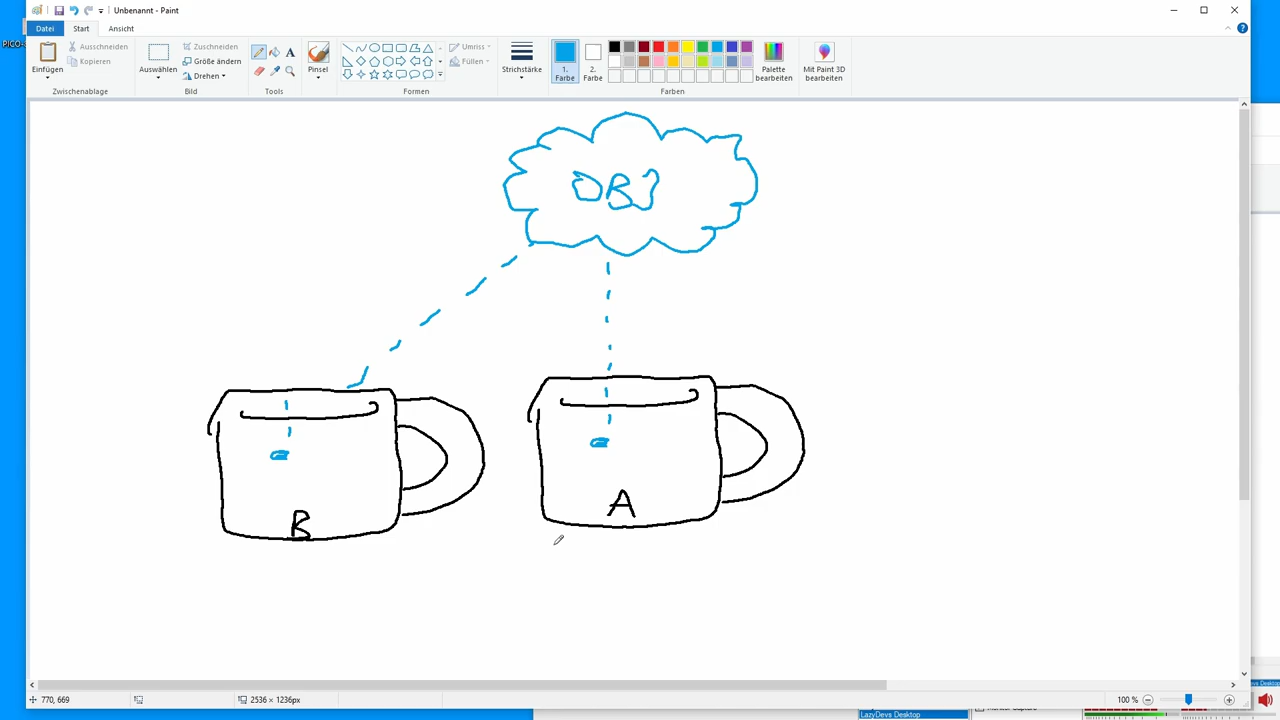 Unbenannt - Paint
PICO-
Datei Start Ansicht
Einfügen
Ausschneiden
Kopieren
Zwischenablage
Auswählen
Zuschneiden
Größe ändern
Drehen
Bild
A
Tools
Pinsel
Umriss
Füllen
Formen
Strichstärke
1. Farbe
2. Farbe
Palette bearbeiten
Mit Paint 3D bearbeiten
Farben
OBJ
B
A
770, 669
2536 × 1236px
100 %
LazyDevs Desktop